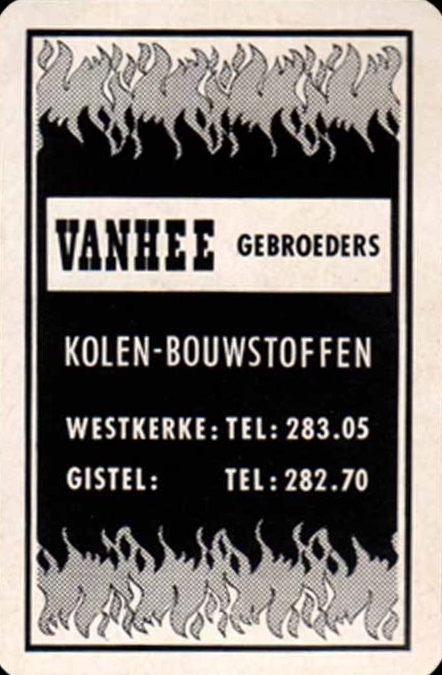 VANHEE GEBROEDERS
KOLEN-BOUWSTOFFEN
WESTKERKE: TEL: 283.05
GISTEL: TEL: 282.70